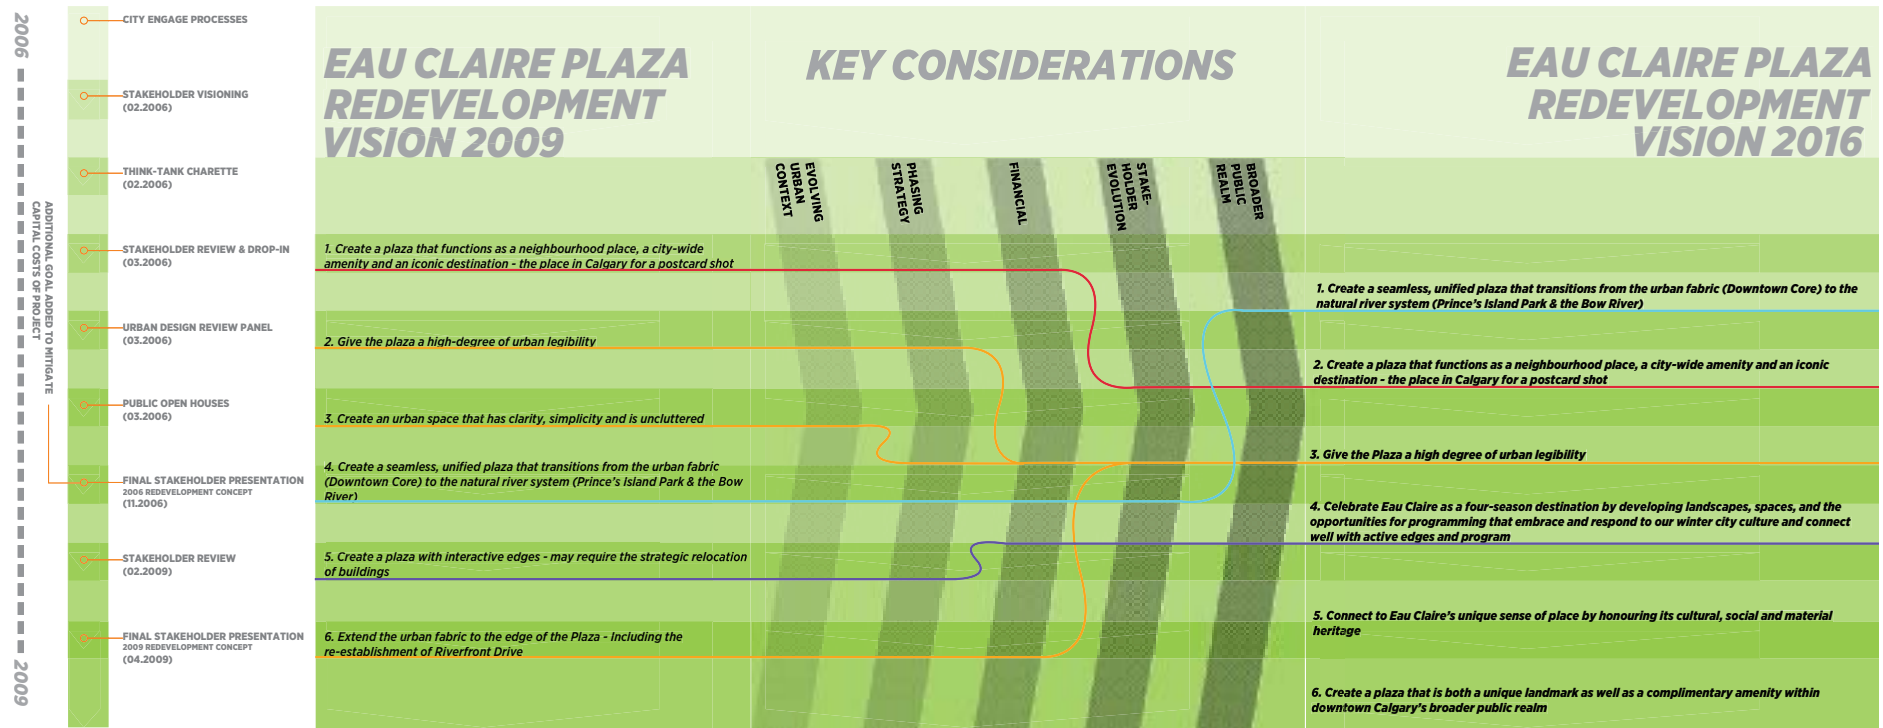 2006
2009
ADDITIONAL GOAL ADDED TO MITIGATE
CAPITAL COSTS OF PROJECT
CITY ENGAGE PROCESSES
STAKEHOLDER VISIONING
(02.2006)
THINK-TANK CHARETTE
(02.2006)
STAKEHOLDER REVIEW & DROP-IN
(03.2006)
URBAN DESIGN REVIEW PANEL
(03.2006)
PUBLIC OPEN HOUSES
(03.2006)
FINAL STAKEHOLDER PRESENTATION
2006 REDEVELOPMENT CONCEPT
(11.2006)
STAKEHOLDER REVIEW
(02.2009)
FINAL STAKEHOLDER PRESENTATION
2009 REDEVELOPMENT CONCEPT
(04.2009)
EAU CLAIRE PLAZA
REDEVELOPMENT
VISION 2009
1. Create a plaza that functions as a neighbourhood place, a city-wide
amenity and an iconic destination - the place in Calgary for a postcard shot
2. Give the plaza a high-degree of urban legibility
3. Create an urban space that has clarity, simplicity and is uncluttered
4. Create a seamless, unified plaza that transitions from the urban fabric
(Downtown Core) to the natural river system (Prince's Island Park & the Bow
River)
5. Create a plaza with interactive edges - may require the strategic relocation
of buildings
6. Extend the urban fabric to the edge of the Plaza - including the
re-establishment of Riverfront Drive
KEY CONSIDERATIONS
EVOLVING
URBAN
CONTEXT
PHASING
STRATEGY
FINANCIAL
STAKE-
HOLDER
EVOLUTION
BROADER
PUBLIC
REALM
EAU CLAIRE PLAZA
REDEVELOPMENT
VISION 2016
1. Create a seamless, unified plaza that transitions from the urban fabric (Downtown Core) to the
natural river system (Prince's Island Park & the Bow River)
2. Create a plaza that functions as a neighbourhood place, a city-wide amenity and an iconic
destination - the place in Calgary for a postcard shot
3. Give the Plaza a high degree of urban legibility
4. Celebrate Eau Claire as a four-season destination by developing landscapes, spaces, and the
opportunities for programming that embrace and respond to our winter city culture and connect
well with active edges and program
5. Connect to Eau Claire's unique sense of place by honouring its cultural, social and material
heritage
6. Create a plaza that is both a unique landmark as well as a complimentary amenity within
downtown Calgary's broader public realm